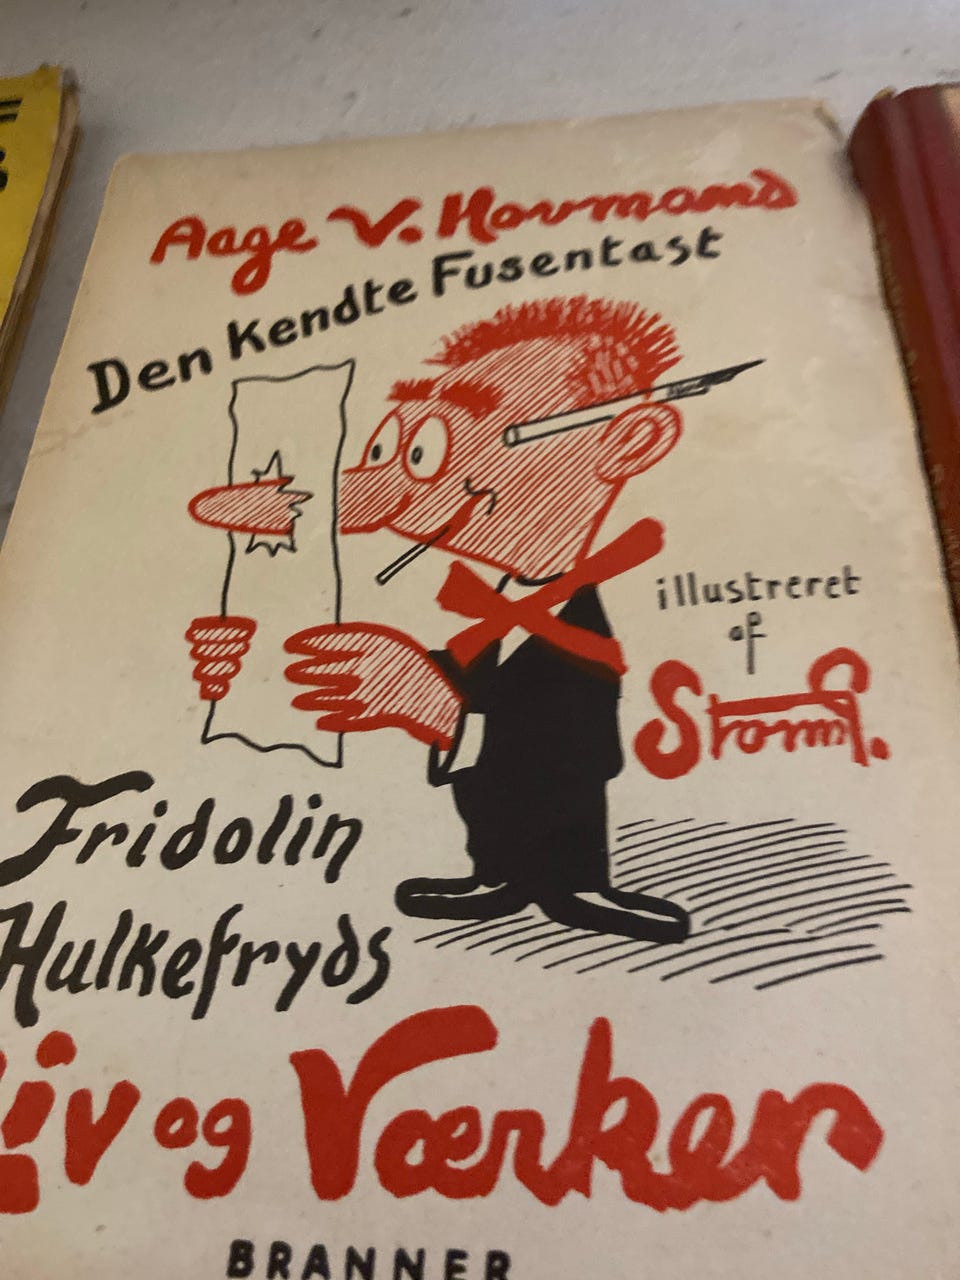 Aage V. Hovmand
Den kendte Fusentast
illustreret
af
Storm P.
Fridolin
Hulkefryds
Liv og Værker
BRANNER